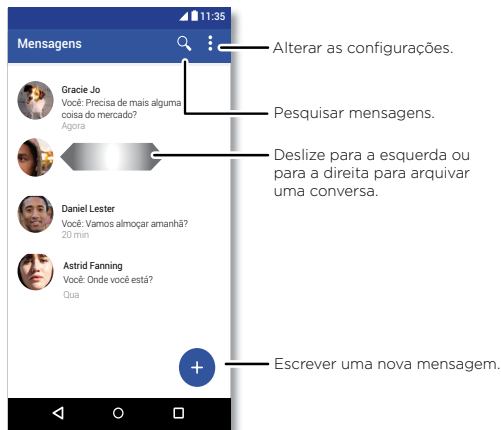 11:35
Mensagens
Alterar as configurações.
Gracie Jo
Você: Precisa de mais alguma
coisa do mercado?
Agora
Pesquisar mensagens.
Deslize para a esquerda ou
para a direita para arquivar
uma conversa.
Daniel Lester
Você: Vamos almoçar amanhã?
20 min
Astrid Fanning
Você: Onde você está?
Qua
Escrever uma nova mensagem.